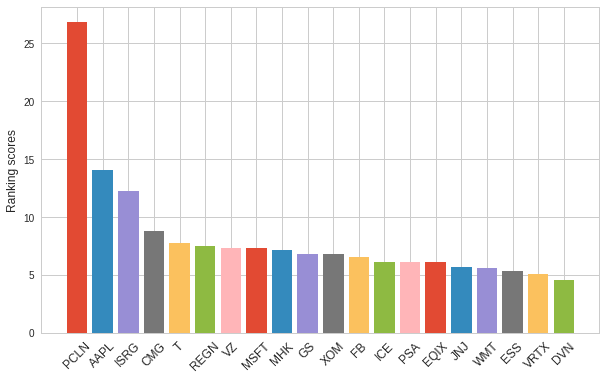 Ranking scores
25
20
15
10
5
0
PCLN
AAPL
ISRG
CMG
T
REGN
VZ
MSFT
MHK
GS
XOM
FB
ICE
PSA
EQIX
JNJ
WMT
ESS
VRTX
DVN